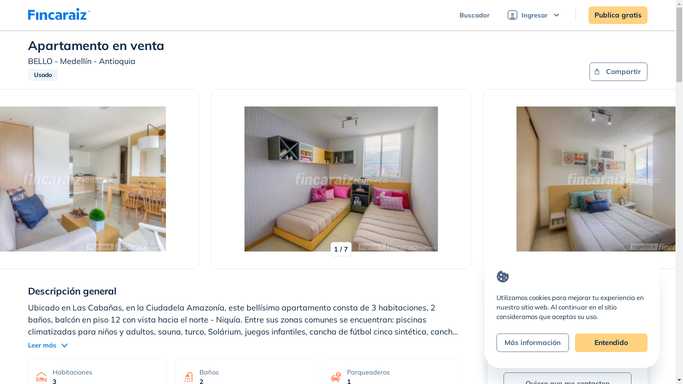 Fincaraiz
Buscador
Ingresar
Publica gratis
Apartamento en venta
BELLO - Medellín - Antioquia
Usado
Compartir
fincaraiz
fincaraiz
fincaraiz
1 / 7
Descripción general
Ubicado en Las Cabañas, en la Ciudadela Amazonía, este bellísimo apartamento consta de 3 habitaciones, 2
baños, balcón en piso 12 con vista hacia el norte - Niquía. Entre sus zonas comunes se encuentran: piscinas
climatizadas para niños y adultos, sauna, turco, Solárium, juegos infantiles, cancha de fútbol cinco sintética, canch...
Leer más
Habitaciones
3
Baños
2
Parqueaderos
1
Utilizamos cookies para mejorar tu experiencia en
nuestro sitio web. Al continuar en el sitio
consideramos que aceptas su uso.
Más información
Entendido
Quiero que me contacten